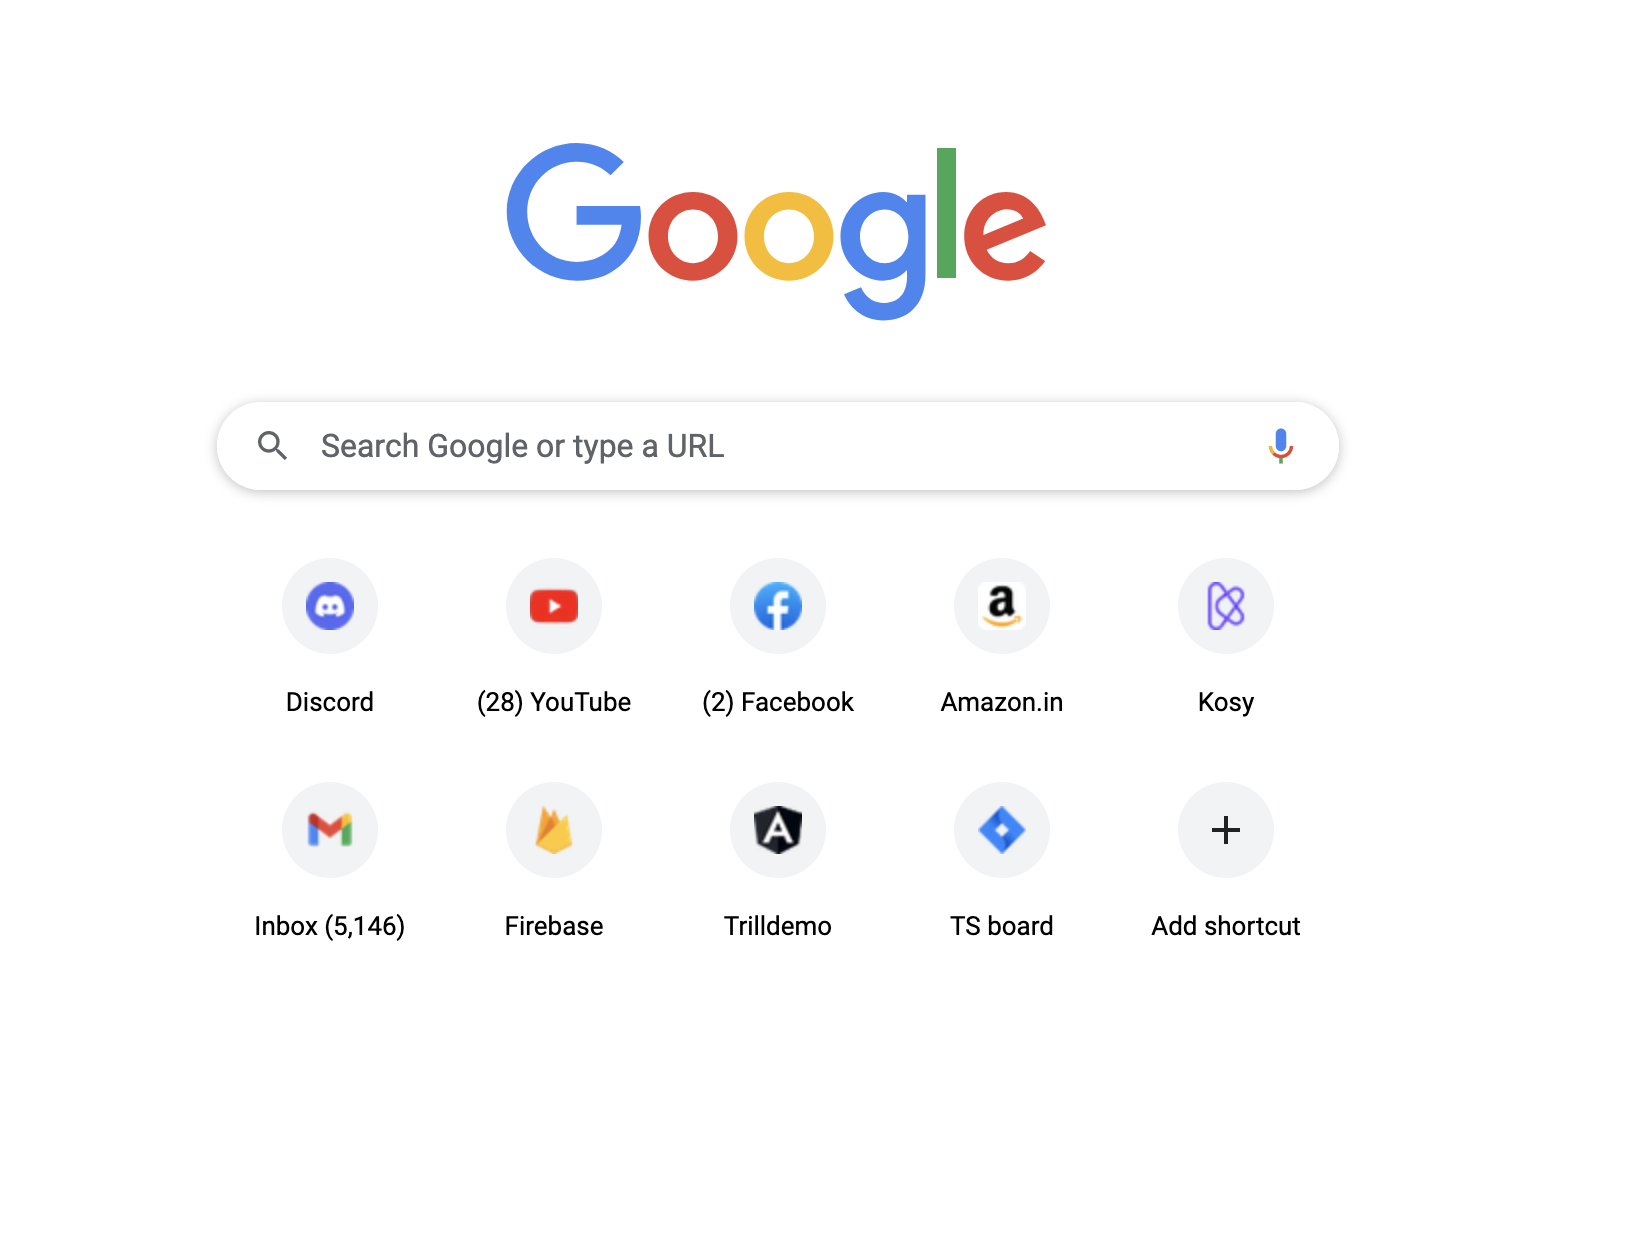 Google
Search Google or type a URL
Discord
(28) YouTube
(2) Facebook
Amazon.in
Kosy
Inbox (5,146)
Firebase
Trilldemo
TS board
Add shortcut